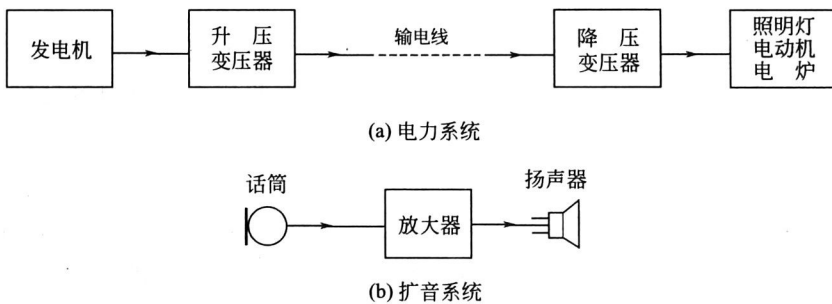 发电机
升 压
变压器
输电线
降 压
变压器
照明灯
电动机
电 炉
(a) 电力系统
话筒
放大器
扬声器
(b) 扩音系统